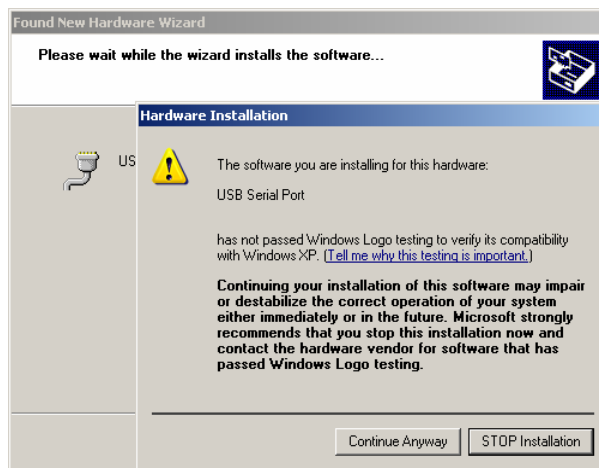 Found New Hardware Wizard
Please wait while the wizard installs the software...
Hardware Installation
US
The software you are installing for this hardware:
USB Serial Port
has not passed Windows Logo testing to verify its compatibility
with Windows XP. (Tell me why this testing is important.)
Continuing your installation of this software may impair
or destabilize the correct operation of your system
either immediately or in the future. Microsoft strongly
recommends that you stop this installation now and
contact the hardware vendor for software that has
passed Windows Logo testing.
Continue Anyway
STOP Installation